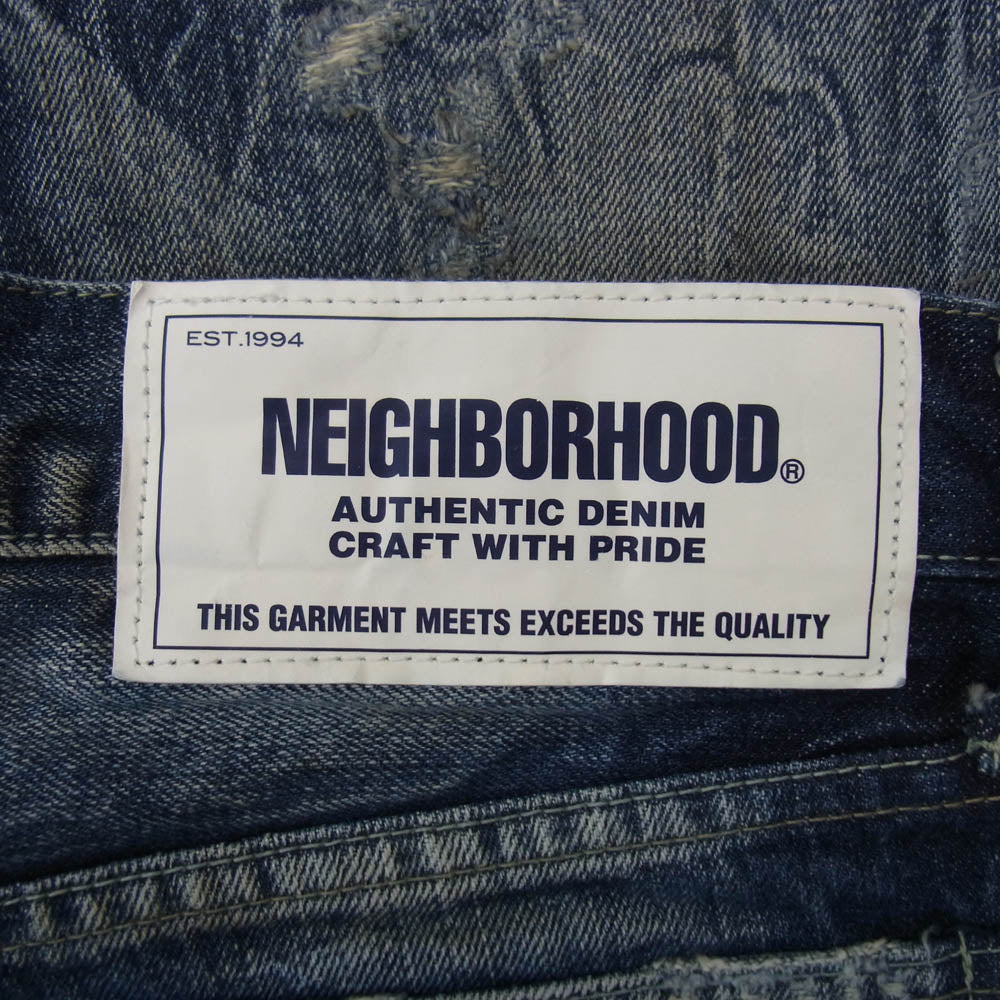 EST.1994
NEIGHBORHOOD®
AUTHENTIC DENIM
CRAFT WITH PRIDE
THIS GARMENT MEETS EXCEEDS THE QUALITY